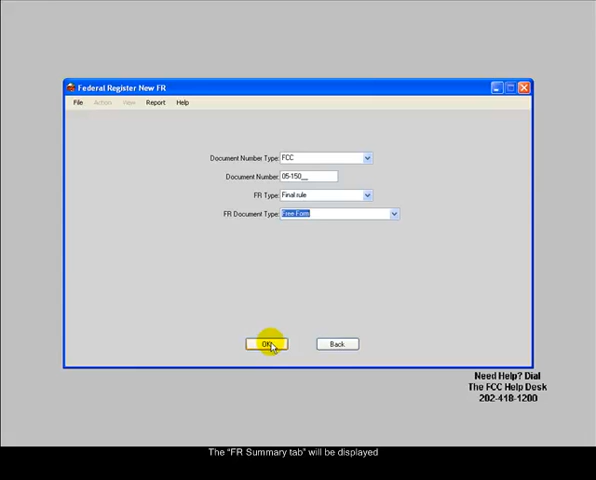 Federal Register New FR
File Action View Report Help
Document Number Type: FCC
Document Number: 05-150__
FR Type: Final rule
FR Document Type: Free Form
OK Back
Need Help? Dial
The FCC Help Desk
202-418-1200
The “FR Summary tab” will be displayed